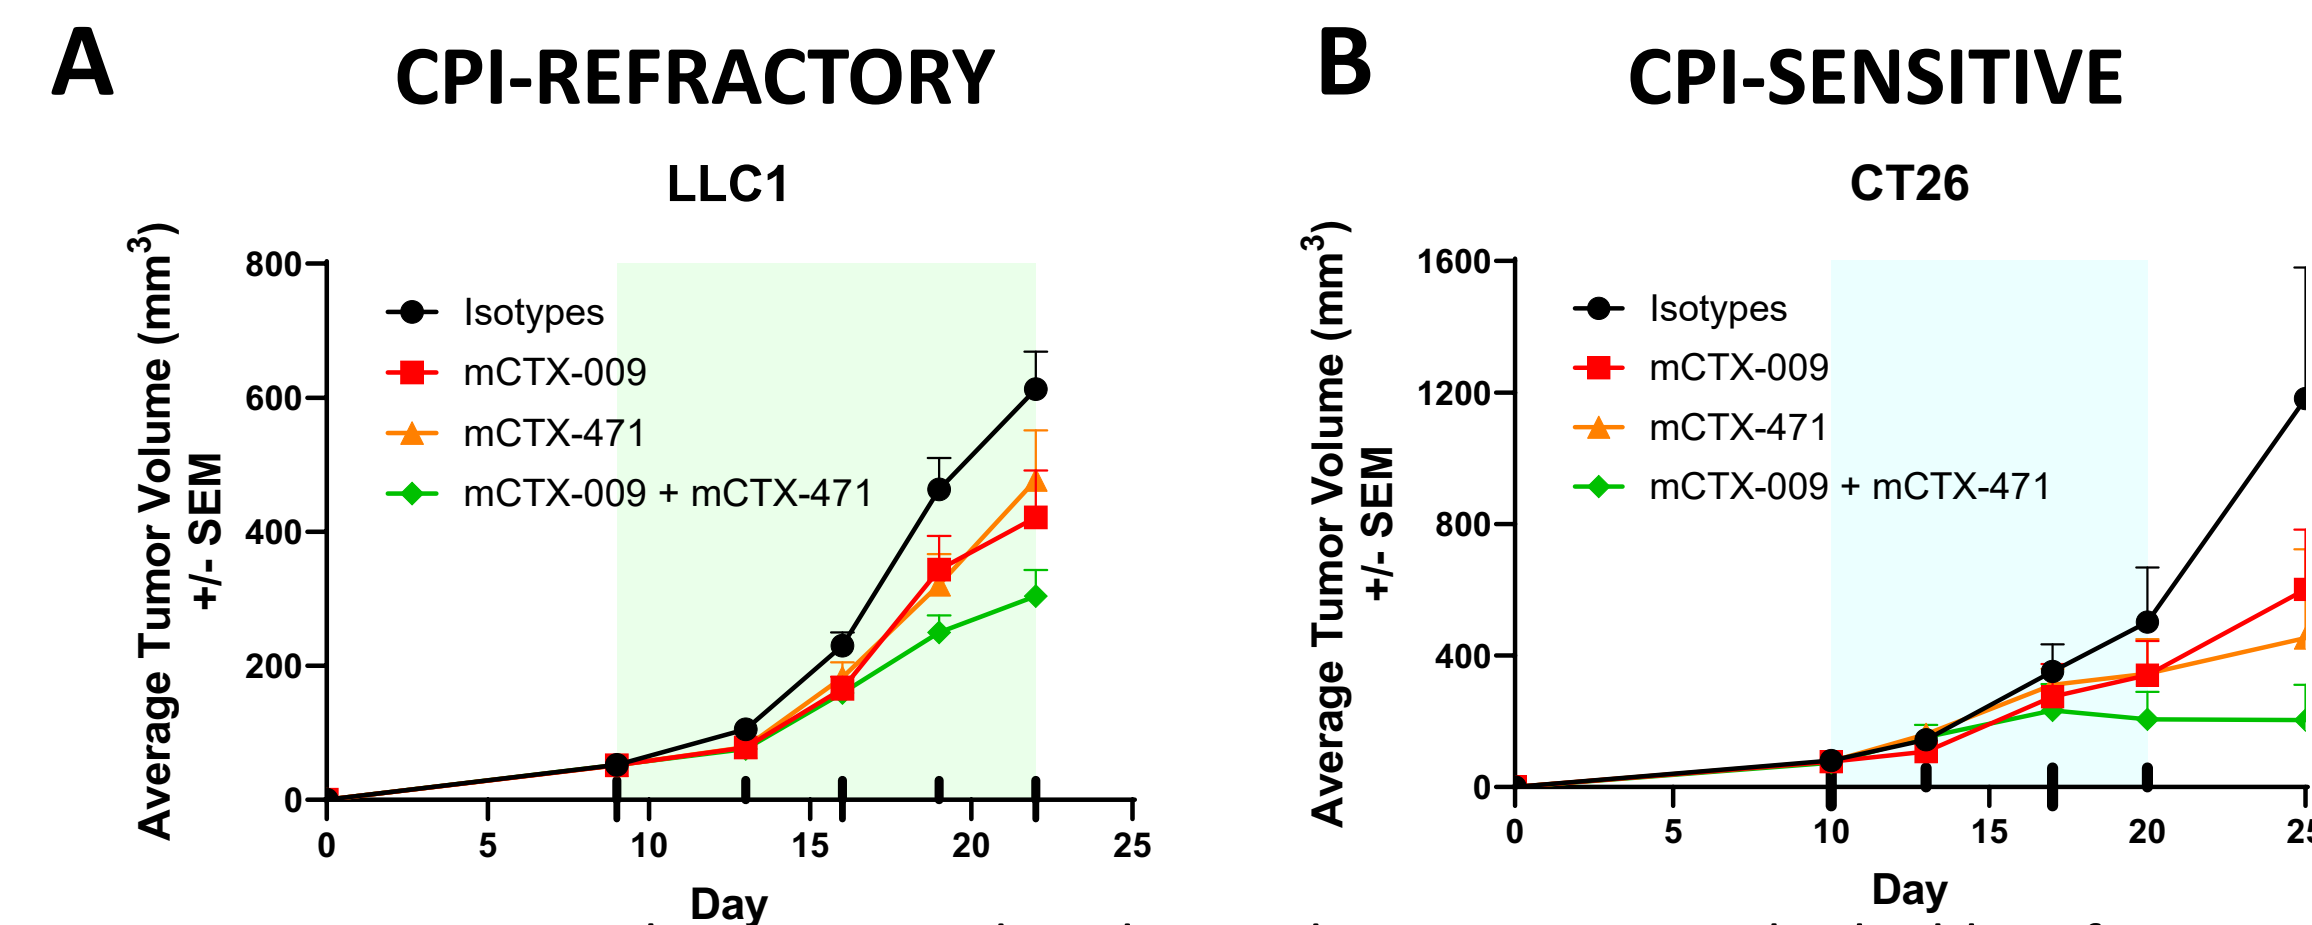 A
CPI-REFRACTORY
LLC1
Average Tumor Volume (mm³)
+/- SEM
800
600
400
200
0
Isotypes
mCTX-009
mCTX-471
mCTX-009 + mCTX-471
0 5 10 15 20 25
Day
B
CPI-SENSITIVE
CT26
Average Tumor Volume (mm³)
+/- SEM
1600
1200
800
400
0
Isotypes
mCTX-009
mCTX-471
mCTX-009 + mCTX-471
0 5 10 15 20 25
Day